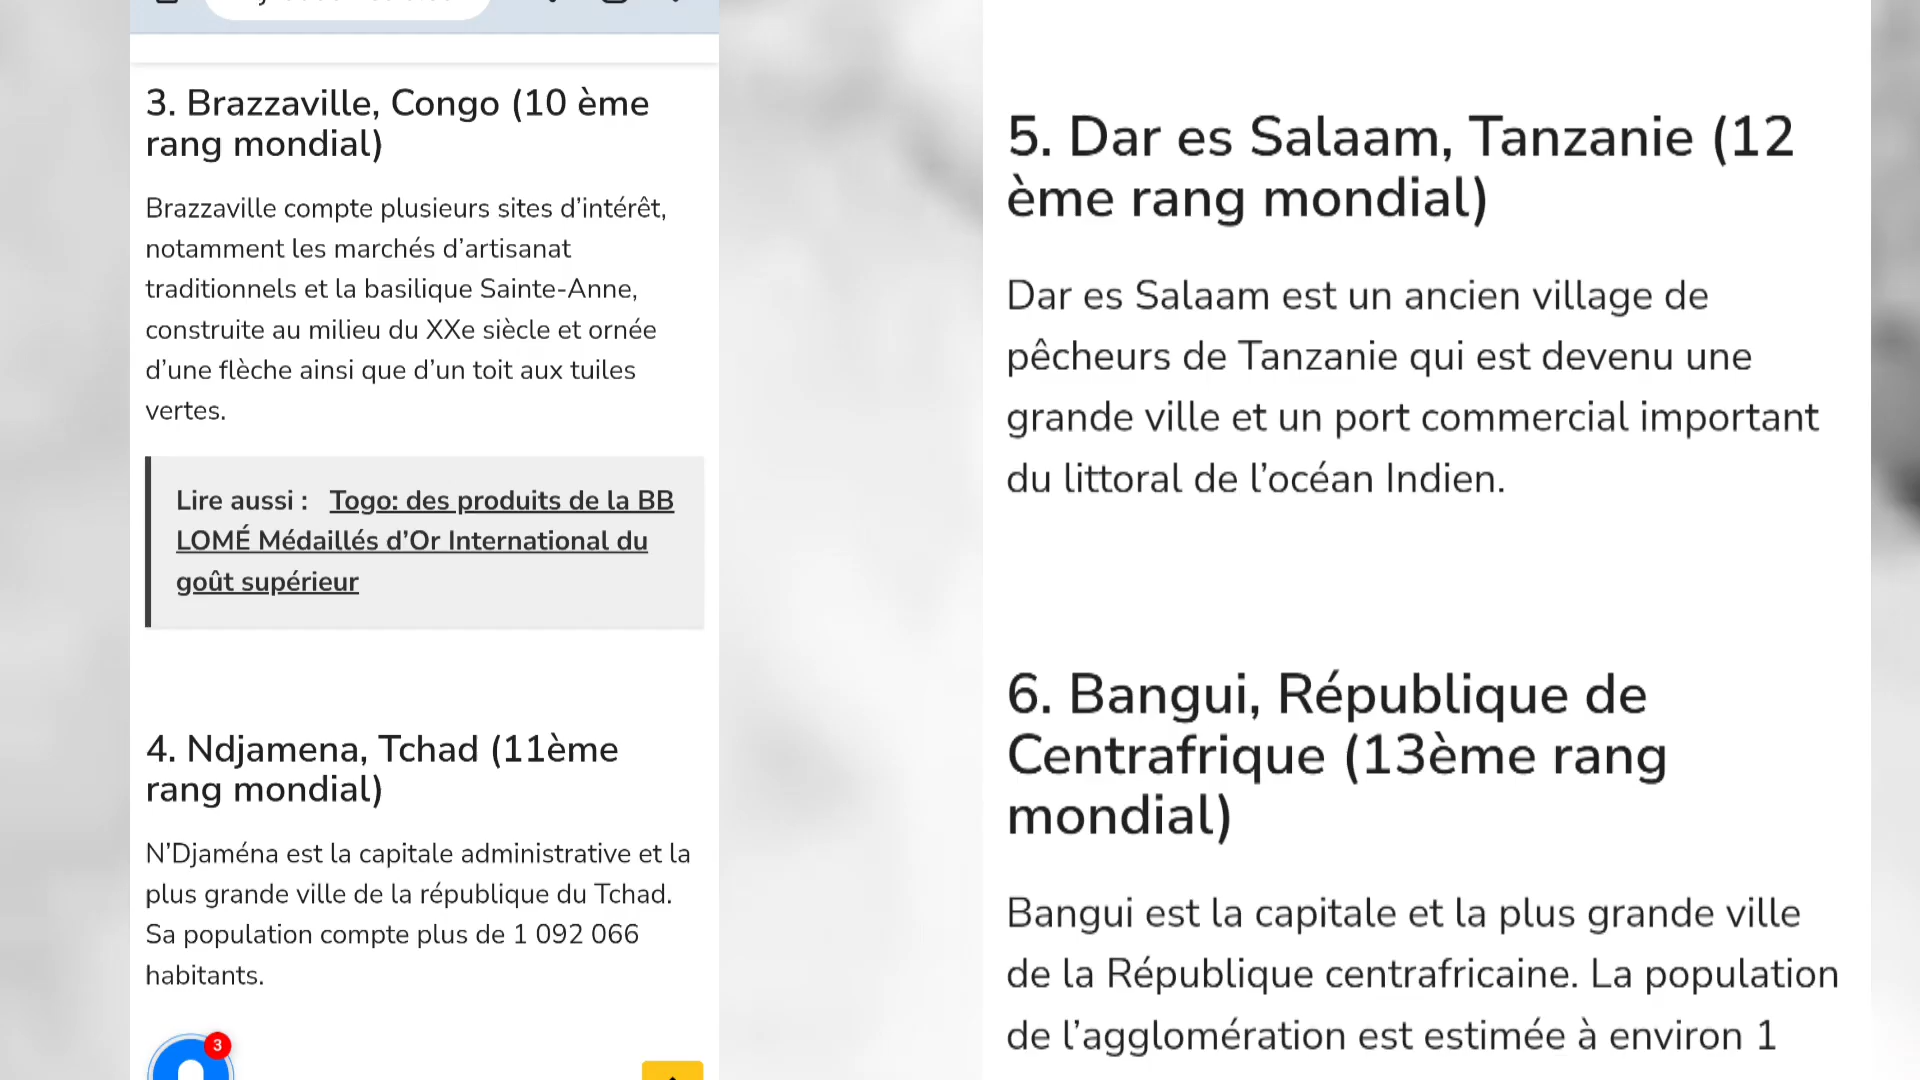 3. Brazzaville, Congo (10 ème
rang mondial)
Brazzaville compte plusieurs sites d’intérêt,
notamment les marchés d’artisanat
traditionnels et la basilique Sainte-Anne,
construite au milieu du XXe siècle et ornée
d’une flèche ainsi que d’un toit aux tuiles
vertes.
Lire aussi : Togo: des produits de la BB
LOMÉ Médaillés d’Or International du
goût supérieur
4. Ndjamena, Tchad (11ème
rang mondial)
N’Djaména est la capitale administrative et la
plus grande ville de la république du Tchad.
Sa population compte plus de 1 092 066
habitants.
3
5. Dar es Salaam, Tanzanie (12
ème rang mondial)
Dar es Salaam est un ancien village de
pêcheurs de Tanzanie qui est devenu une
grande ville et un port commercial important
du littoral de l’océan Indien.
6. Bangui, République de
Centrafrique (13ème rang
mondial)
Bangui est la capitale et la plus grande ville
de la République centrafricaine. La population
de l’agglomération est estimée à environ 1